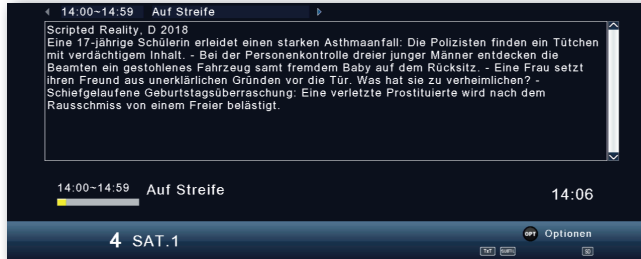 14:00~14:59 Auf Streife
Scripted Reality, D 2018
Eine 17-jährige Schülerin erleidet einen starken Asthmaanfall: Die Polizisten finden ein Tütchen
mit verdächtigem Inhalt. - Bei der Personenkontrolle dreier junger Männer entdecken die
Beamten ein gestohlenes Fahrzeug samt fremdem Baby auf dem Rücksitz. - Eine Frau setzt
ihren Freund aus unerklärlichen Gründen vor die Tür. Was hat sie zu verheimlichen? -
Schiefgelaufene Geburtstagsüberraschung: Eine verletzte Prostituierte wird nach dem
Rausschmiss von einem Freier belästigt.
14:00~14:59 Auf Streife
14:06
4 SAT.1
OPT Optionen
TXT SUBTTL SD